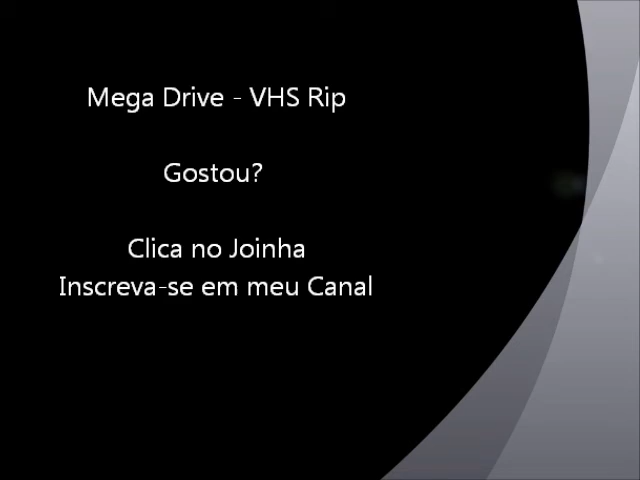 Mega Drive - VHS Rip
Gostou?
Clica no Joinha
Inscreva-se em meu Canal